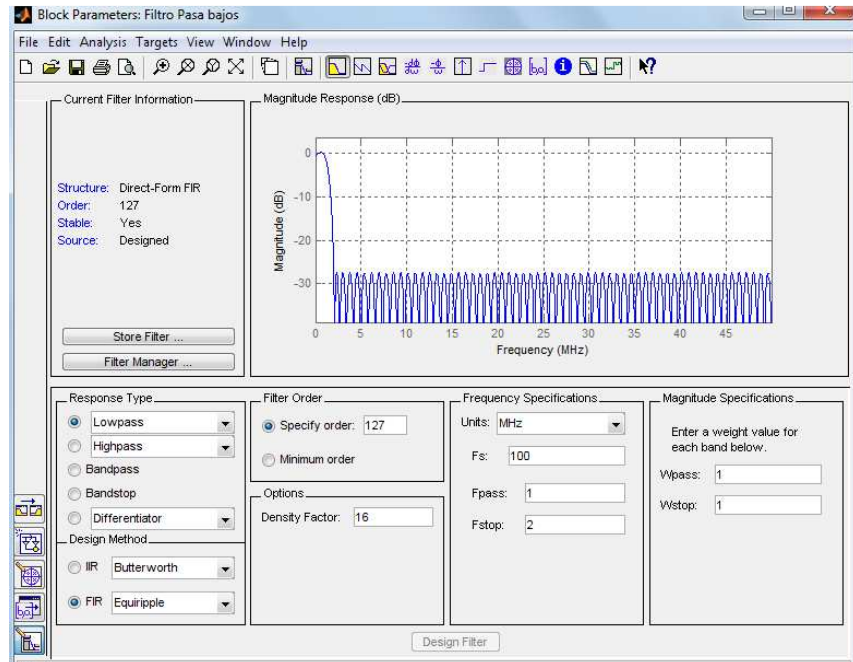 Block Parameters: Filtro Pasa bajos
File Edit Analysis Targets View Window Help
Current Filter Information
Structure: Direct-Form FIR
Order: 127
Stable: Yes
Source: Designed
Store Filter ...
Filter Manager ...
Magnitude Response (dB)
Magnitude (dB)
0
-10
-20
-30
0 5 10 15 20 25 30 35 40 45
Frequency (MHz)
Response Type
Lowpass
Highpass
Bandpass
Bandstop
Differentiator
Design Method
IIR Butterworth
FIR Equiripple
Filter Order
Specify order: 127
Minimum order
Options
Density Factor: 16
Frequency Specifications
Units: MHz
Fs: 100
Fpass: 1
Fstop: 2
Magnitude Specifications
Enter a weight value for
each band below.
Wpass: 1
Wstop: 1
Design Filter